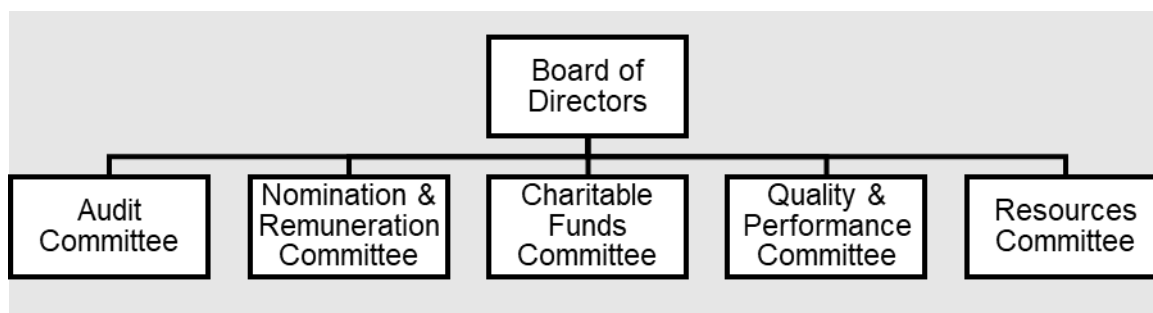 Board of
Directors
Audit
Committee
Nomination &
Remuneration
Committee
Charitable
Funds
Committee
Quality &
Performance
Committee
Resources
Committee